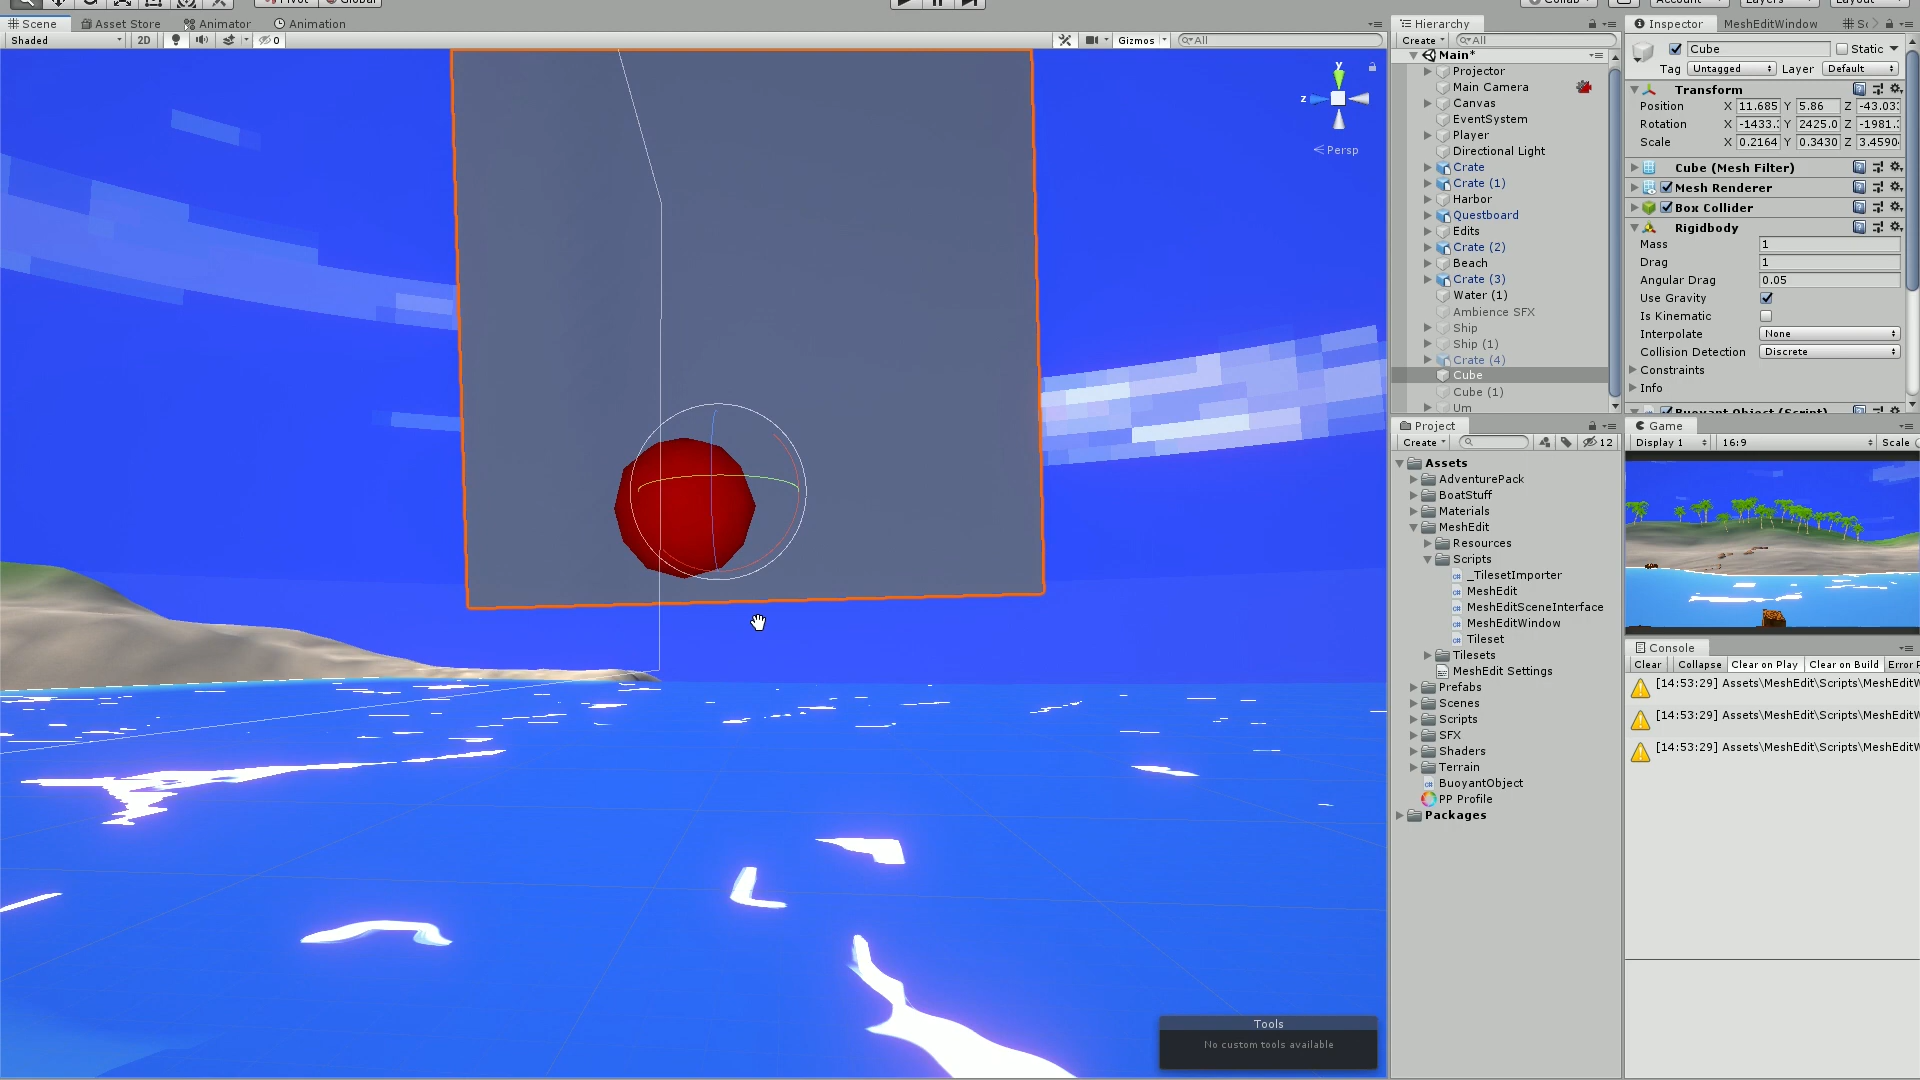 Pivot Global Collab Account Layers Layout
Scene Asset Store Animator Animation
Shaded 2D 0 Gizmos All
y
z
Persp
Tools
No custom tools available
Hierarchy
Create All
Main*
Projector
Main Camera
Canvas
EventSystem
Player
Directional Light
Crate
Crate (1)
Harbor
Questboard
Edits
Crate (2)
Beach
Crate (3)
Water (1)
Ambience SFX
Ship
Ship (1)
Crate (4)
Cube
Cube (1)
Um
Project
Create 12
Assets
AdventurePack
BoatStuff
Materials
MeshEdit
Resources
Scripts
_TilesetImporter
MeshEdit
MeshEditSceneInterface
MeshEditWindow
Tileset
Tilesets
MeshEdit Settings
Prefabs
Scenes
Scripts
SFX
Shaders
Terrain
BuoyantObject
PP Profile
Packages
Inspector MeshEditWindow
Cube Static
Tag Untagged Layer Default
Transform
Position X 11.685 Y 5.86 Z -43.03
Rotation X -1433. Y 2425.0 Z -1981.
Scale X 0.2164 Y 0.3430 Z 3.4590
Cube (Mesh Filter)
Mesh Renderer
Box Collider
Rigidbody
Mass 1
Drag 1
Angular Drag 0.05
Use Gravity
Is Kinematic
Interpolate None
Collision Detection Discrete
Constraints
Info
Buoyant Object (Script)
Game
Display 1 16:9 Scale
Console
Clear Collapse Clear on Play Clear on Build Error P
[14:53:29] Assets\MeshEdit\Scripts\MeshEditW
[14:53:29] Assets\MeshEdit\Scripts\MeshEditW
[14:53:29] Assets\MeshEdit\Scripts\MeshEditW